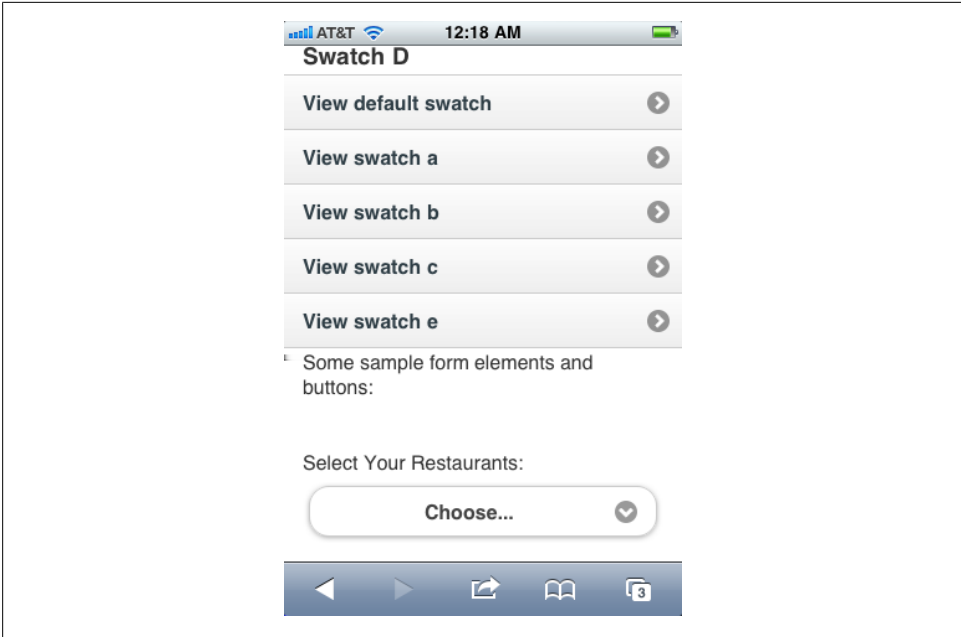 AT&T 12:18 AM
Swatch D
View default swatch
View swatch a
View swatch b
View swatch c
View swatch e
Some sample form elements and
buttons:
Select Your Restaurants:
Choose...
3